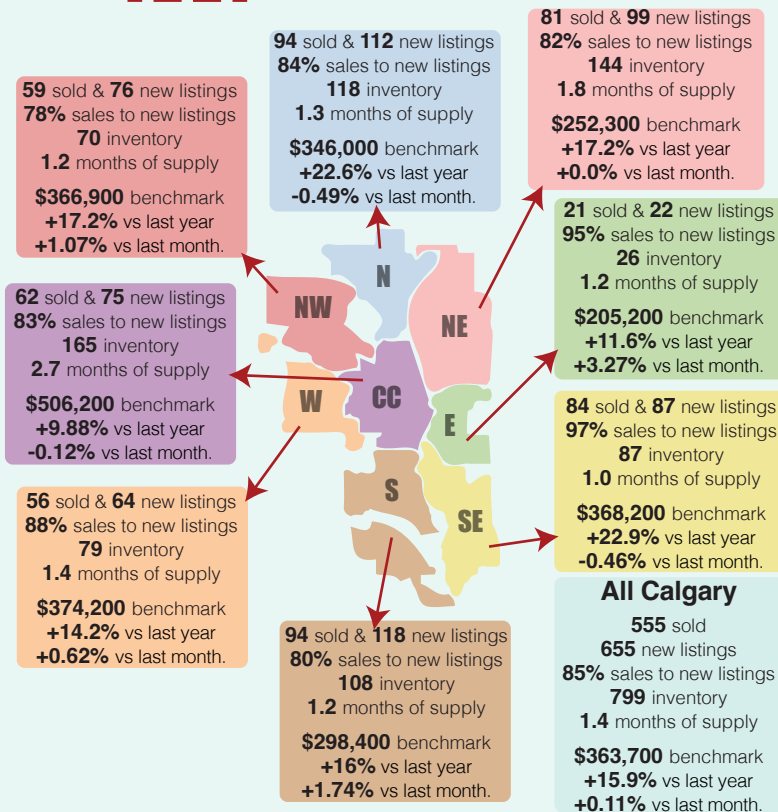 94 sold & 112 new listings
84% sales to new listings
118 inventory
1.3 months of supply
$346,000 benchmark
+22.6% vs last year
-0.49% vs last month.
81 sold & 99 new listings
82% sales to new listings
144 inventory
1.8 months of supply
$252,300 benchmark
+17.2% vs last year
+0.0% vs last month.
59 sold & 76 new listings
78% sales to new listings
70 inventory
1.2 months of supply
$366,900 benchmark
+17.2% vs last year
+1.07% vs last month.
21 sold & 22 new listings
95% sales to new listings
26 inventory
1.2 months of supply
$205,200 benchmark
+11.6% vs last year
+3.27% vs last month.
N
NW
NE
62 sold & 75 new listings
83% sales to new listings
165 inventory
2.7 months of supply
$506,200 benchmark
+9.88% vs last year
-0.12% vs last month.
W
CC
E
S
SE
84 sold & 87 new listings
97% sales to new listings
87 inventory
1.0 months of supply
$368,200 benchmark
+22.9% vs last year
-0.46% vs last month.
56 sold & 64 new listings
88% sales to new listings
79 inventory
1.4 months of supply
$374,200 benchmark
+14.2% vs last year
+0.62% vs last month.
94 sold & 118 new listings
80% sales to new listings
108 inventory
1.2 months of supply
$298,400 benchmark
+16% vs last year
+1.74% vs last month.
All Calgary
555 sold
655 new listings
85% sales to new listings
799 inventory
1.4 months of supply
$363,700 benchmark
+15.9% vs last year
+0.11% vs last month.